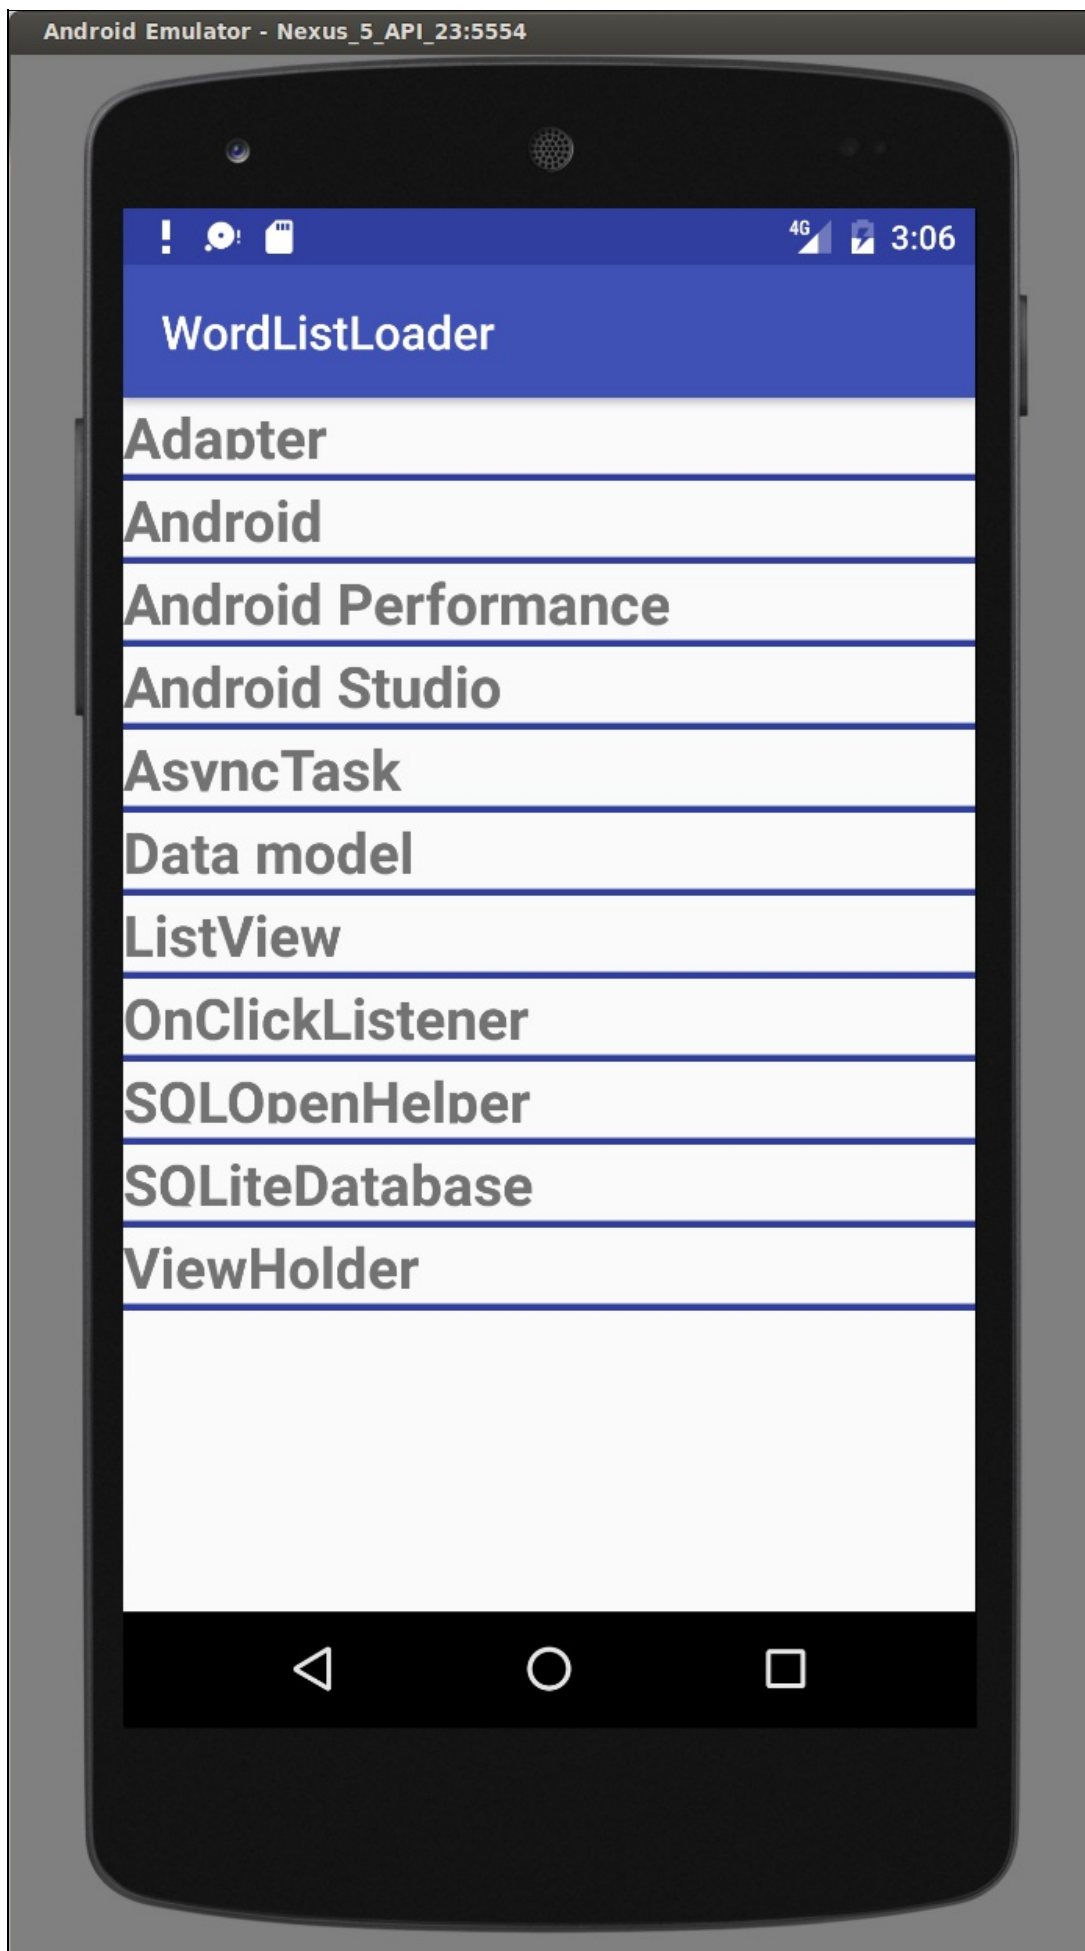 Android Emulator - Nexus_5_API_23:5554
4G 3:06
WordListLoader
Adapter
Android
Android Performance
Android Studio
AsyncTask
Data model
ListView
OnClickListener
SQLOpenHelper
SQLiteDatabase
ViewHolder